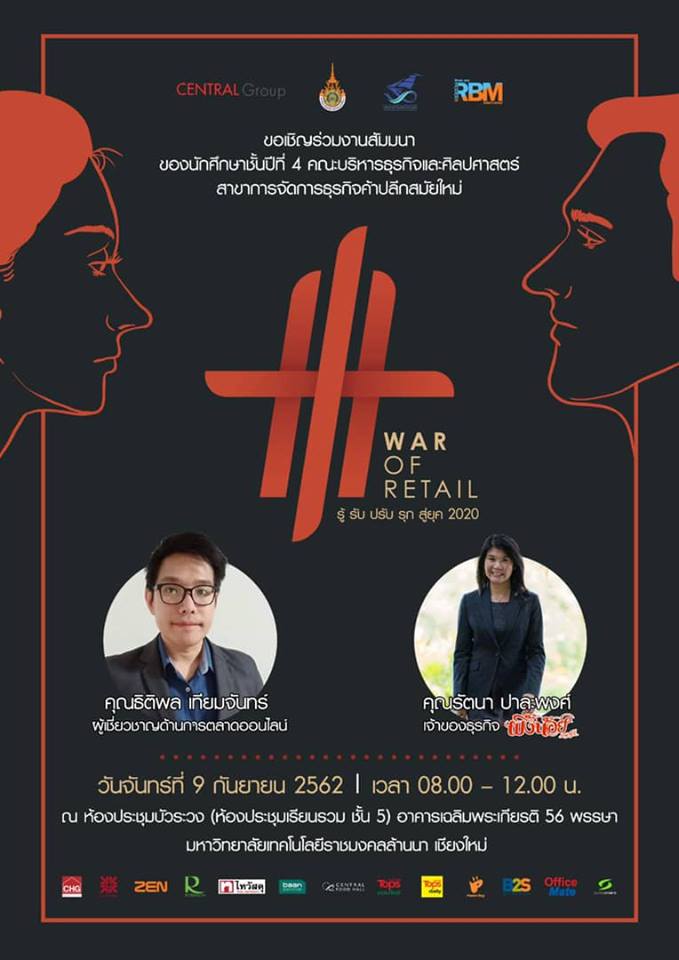 CENTRAL Group
RBM
ขอเชิญร่วมงานสัมมนา
ของนักศึกษาชั้นปีที่ 4 คณะบริหารธุรกิจและศิลปศาสตร์
สาขาการจัดการธุรกิจค้าปลีกสมัยใหม่
WAR
OF
RETAIL
รู้ รับ ปรับ รุก สู่ยุค 2020
คุณธิติพล เทียมจันทร์
ผู้เชี่ยวชาญด้านการตลาดออนไลน์
คุณรัตนา ปาละพงศ์
เจ้าของธุรกิจ
วันจันทร์ที่ 9 กันยายน 2562 | เวลา 08.00 – 12.00 น.
ณ ห้องประชุมบัวระวง (ห้องประชุมเรียนรวม ชั้น 5) อาคารเฉลิมพระเกียรติ 56 พรรษา
มหาวิทยาลัยเทคโนโลยีราชมงคลล้านนา เชียงใหม่
CHG ZEN R ไทวัสดุ baan CENTRAL FOOD HALL Tops Tops daily B2S Office Mate